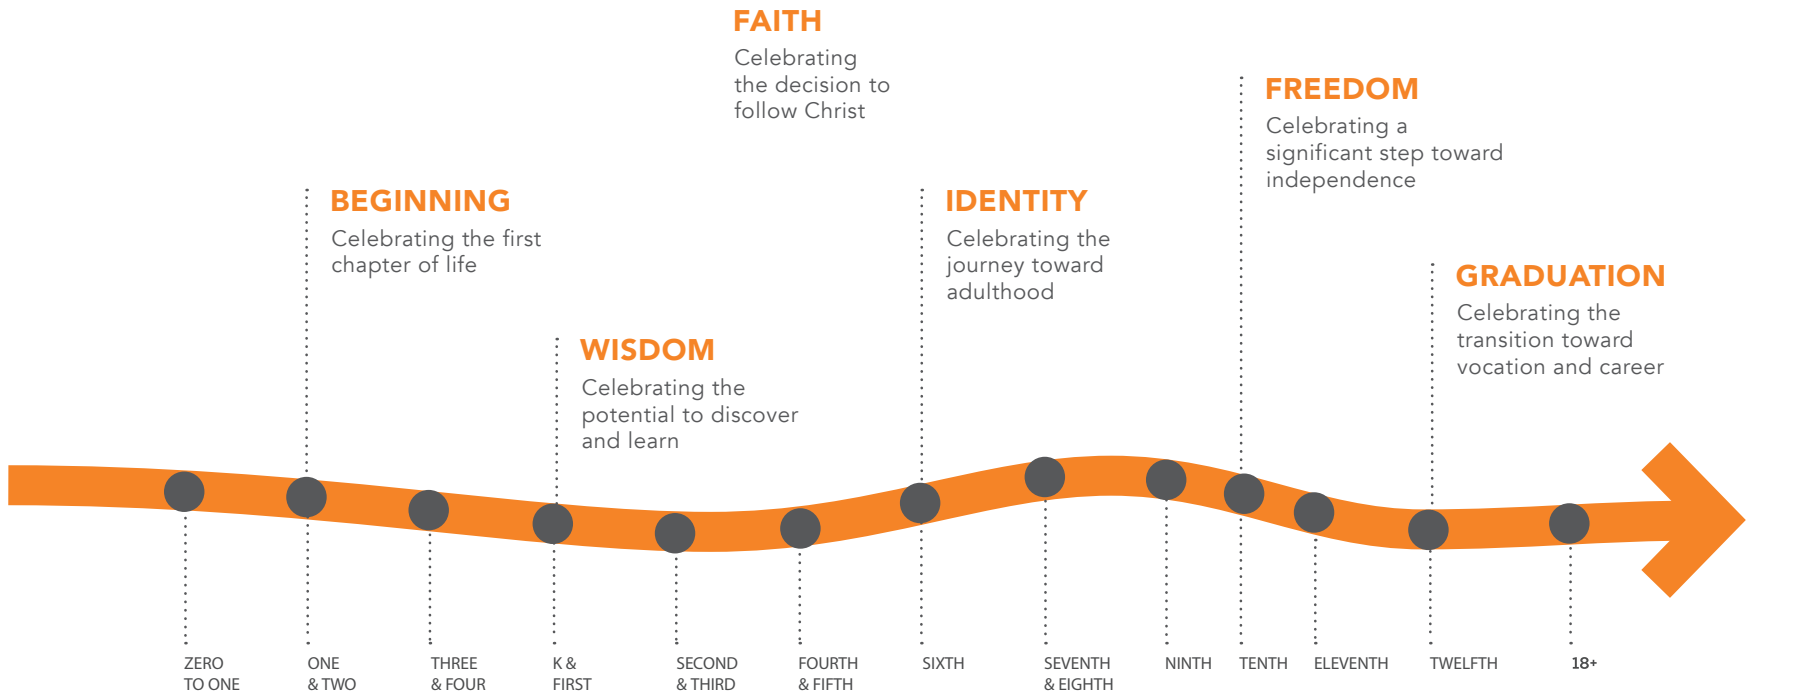 FAITH
Celebrating
the decision to
follow Christ
FREEDOM
Celebrating a
significant step toward
independence
BEGINNING
Celebrating the first
chapter of life
IDENTITY
Celebrating the
journey toward
adulthood
GRADUATION
Celebrating the
transition toward
vocation and career
WISDOM
Celebrating the
potential to discover
and learn
ZERO
TO ONE
ONE
& TWO
THREE
& FOUR
K &
FIRST
SECOND
& THIRD
FOURTH
& FIFTH
SIXTH
SEVENTH
& EIGHTH
NINTH
TENTH
ELEVENTH
TWELFTH
18+